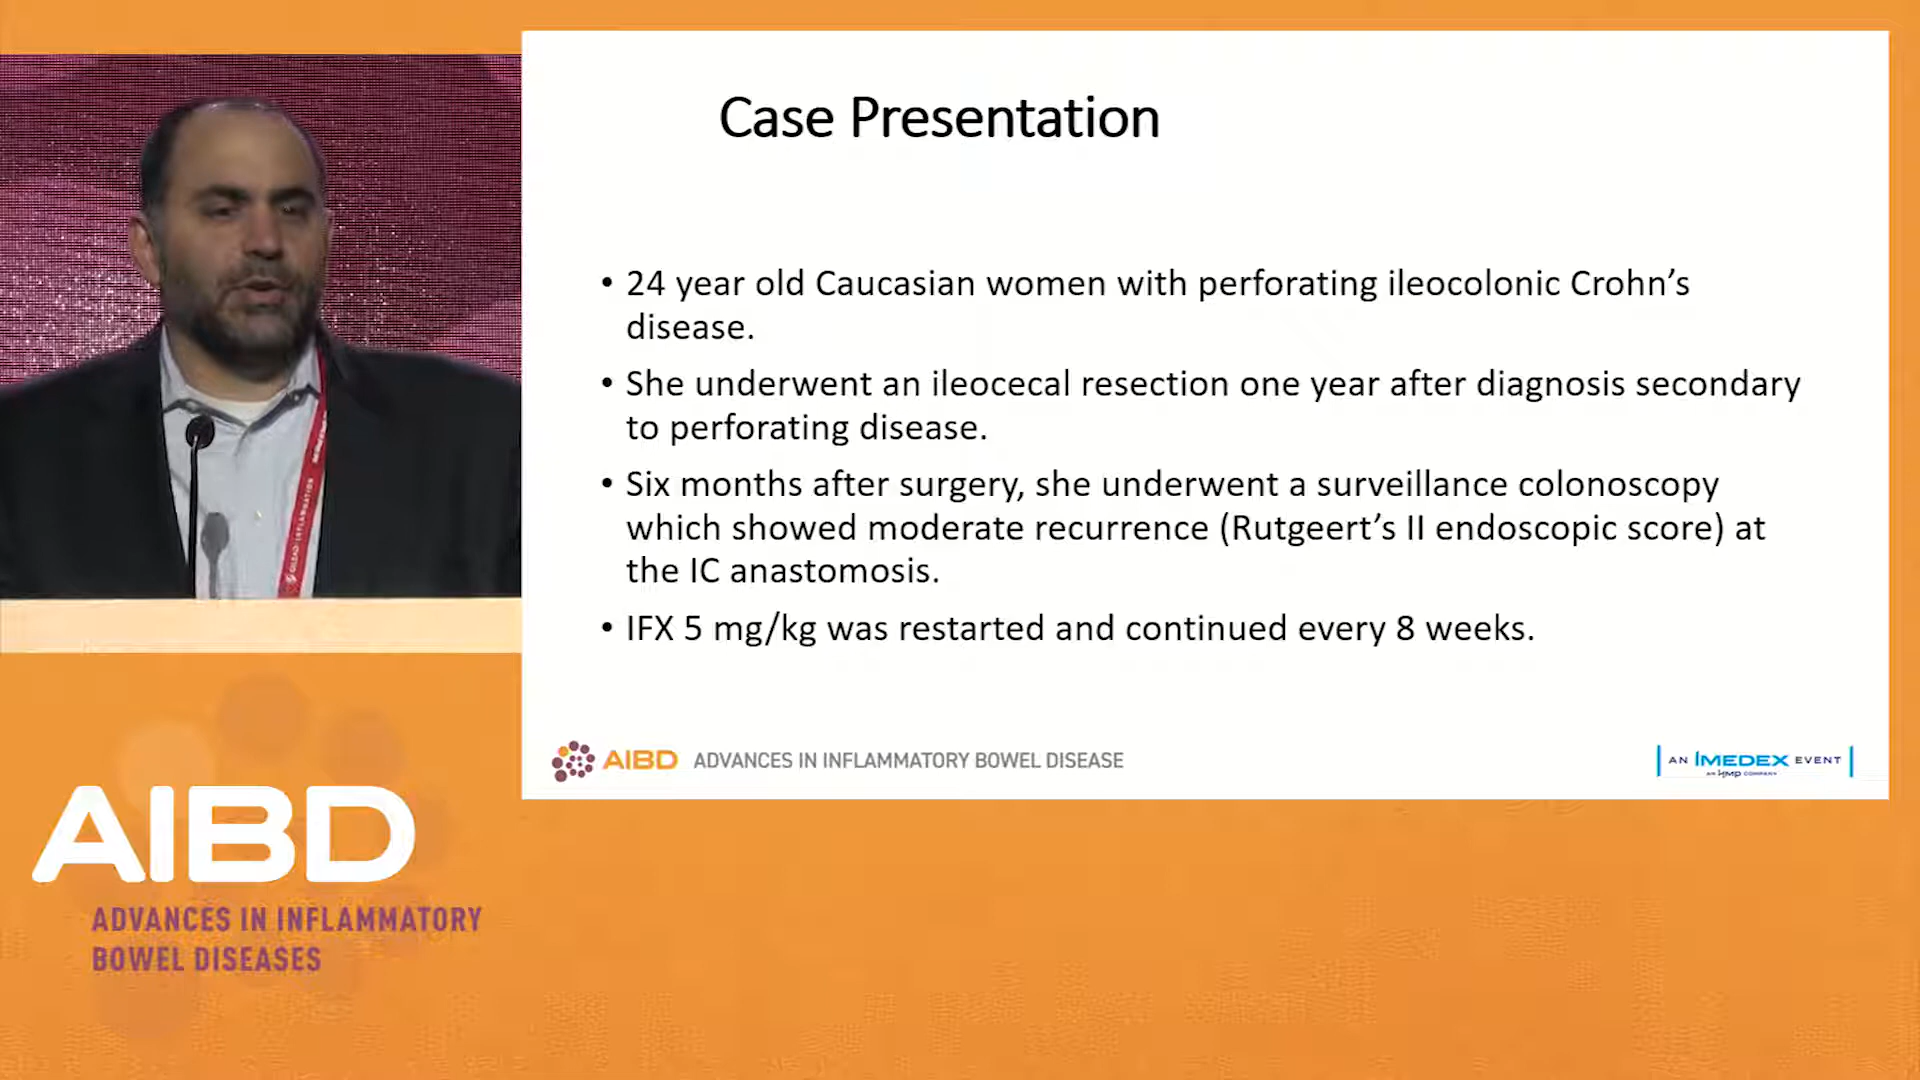 Case Presentation
• 24 year old Caucasian women with perforating ileocolonic Crohn's
disease.
• She underwent an ileocecal resection one year after diagnosis secondary
to perforating disease.
• Six months after surgery, she underwent a surveillance colonoscopy
which showed moderate recurrence (Rutgeert's II endoscopic score) at
the IC anastomosis.
• IFX 5 mg/kg was restarted and continued every 8 weeks.
AIBD ADVANCES IN INFLAMMATORY BOWEL DISEASE
AN IMEDEX EVENT
AN hmp COMPANY
GILEAD INFLAMMATION
AIBD
ADVANCES IN INFLAMMATORY
BOWEL DISEASES